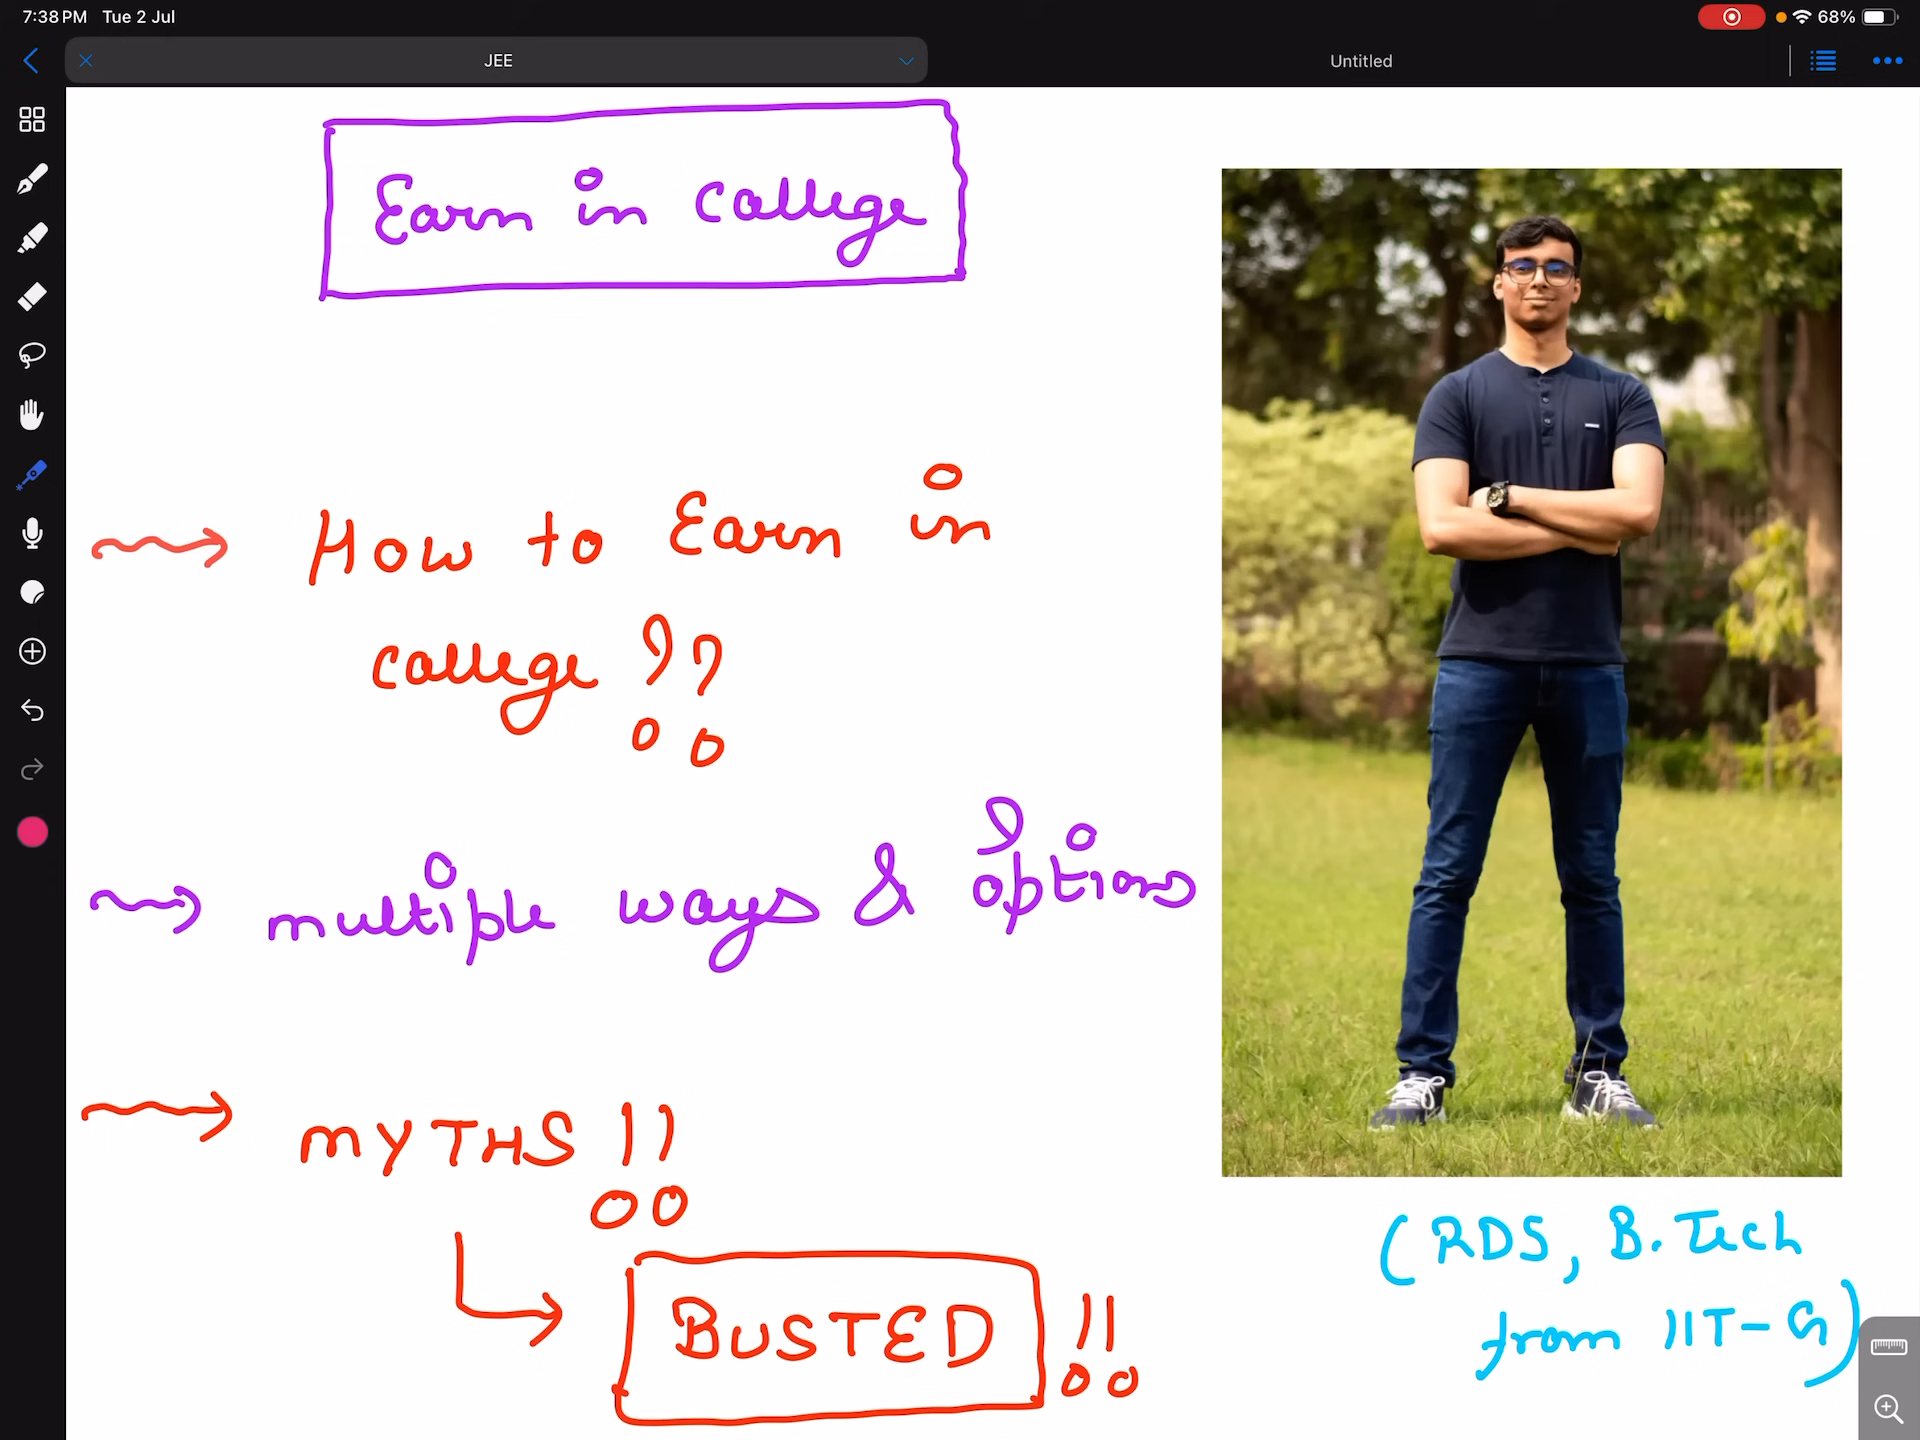 7:38 PM Tue 2 Jul
68%
JEE
Untitled
Earn in college
How to Earn in
college ??
multiple ways & options
MYTHS !!
BUSTED !!
(RDS, B.Tech
from IIT-G)